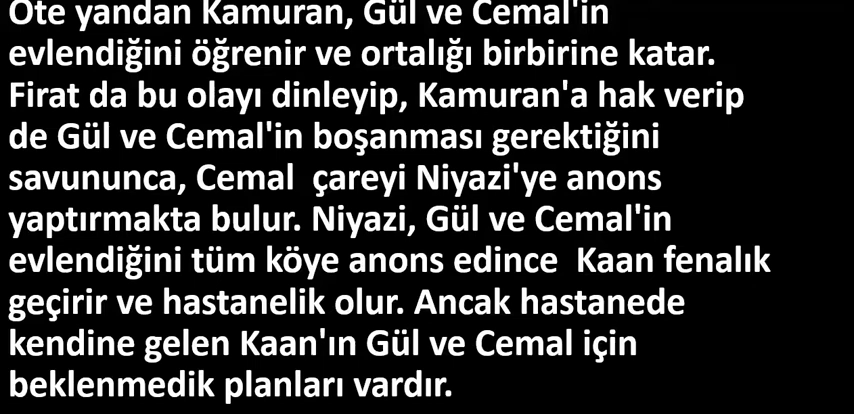 Öte yandan Kamuran, Gül ve Cemal'in
evlendiğini öğrenir ve ortalığı birbirine katar.
Firat da bu olayı dinleyip, Kamuran'a hak verip
de Gül ve Cemal'in boşanması gerektiğini
savununca, Cemal  çareyi Niyazi'ye anons
yaptırmakta bulur. Niyazi, Gül ve Cemal'in
evlendiğini tüm köye anons edince  Kaan fenalık
geçirir ve hastanelik olur. Ancak hastanede
kendine gelen Kaan'ın Gül ve Cemal için
beklenmedik planları vardır.